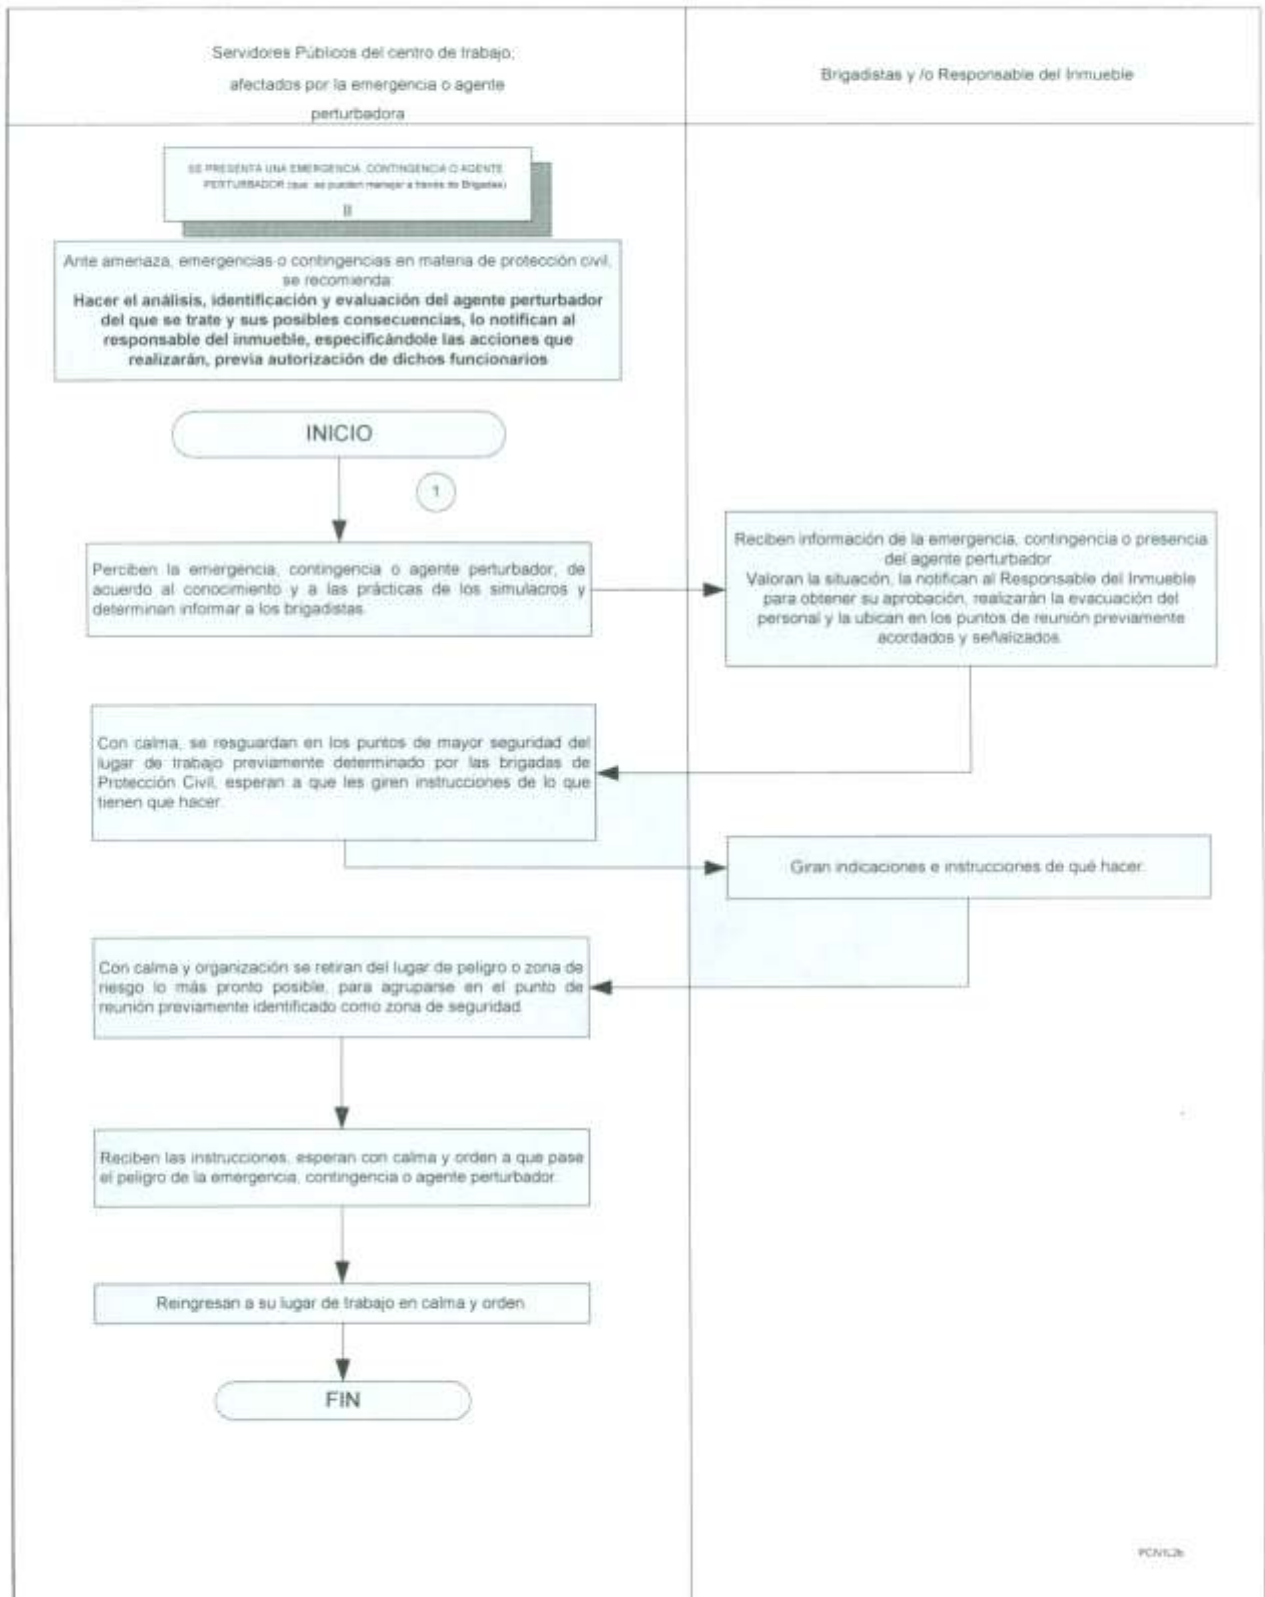 Servidores Públicos del centro de trabajo;
afectados por la emergencia o agente
perturbadora
Brigadistas y /o Responsable del Inmueble
SE PRESENTA UNA EMERGENCIA, CONTINGENCIA O AGENTE
PERTURBADOR (que se pueden manejar a través de Brigadas)
II
Ante amenaza, emergencias o contingencias en materia de protección civil,
se recomienda:
Hacer el análisis, identificación y evaluación del agente perturbador
del que se trate y sus posibles consecuencias, lo notifican al
responsable del inmueble, especificándole las acciones que
realizarán, previa autorización de dichos funcionarios
INICIO
1
Perciben la emergencia, contingencia o agente perturbador, de
acuerdo al conocimiento y a las prácticas de los simulacros y
determinan informar a los brigadistas.
Reciben información de la emergencia, contingencia o presencia
del agente perturbador
Valoran la situación, la notifican al Responsable del Inmueble
para obtener su aprobación, realizarán la evacuación del
personal y la ubican en los puntos de reunión previamente
acordados y señalizados.
Con calma, se resguardan en los puntos de mayor seguridad del
lugar de trabajo previamente determinado por las brigadas de
Protección Civil, esperan a que les giren instrucciones de lo que
tienen que hacer.
Giran indicaciones e instrucciones de qué hacer.
Con calma y organización se retiran del lugar de peligro o zona de
riesgo lo más pronto posible, para agruparse en el punto de
reunión previamente identificado como zona de seguridad.
Reciben las instrucciones, esperan con calma y orden a que pase
el peligro de la emergencia, contingencia o agente perturbador.
Reingresan a su lugar de trabajo en calma y orden
FIN